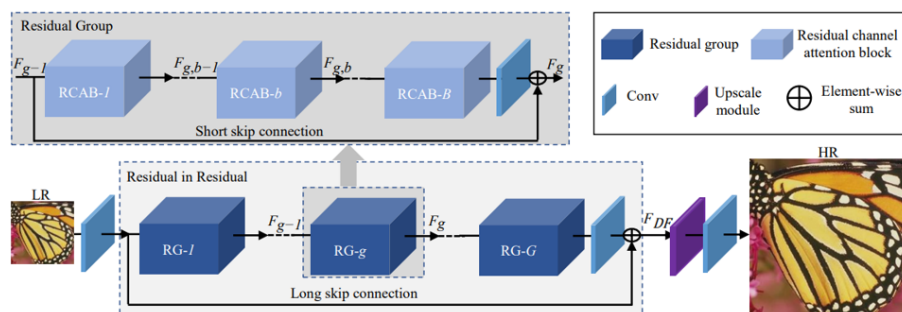 Residual Group
F_{g-1}
RCAB-1
F_{g,b-1}
RCAB-b
F_{g,b}
RCAB-B
F_g
Short skip connection
Residual group
Residual channel
attention block
Conv
Upscale
module
Element-wise
sum
LR
Residual in Residual
RG-1
F_{g-1}
RG-g
F_g
RG-G
F_{DF}
Long skip connection
HR